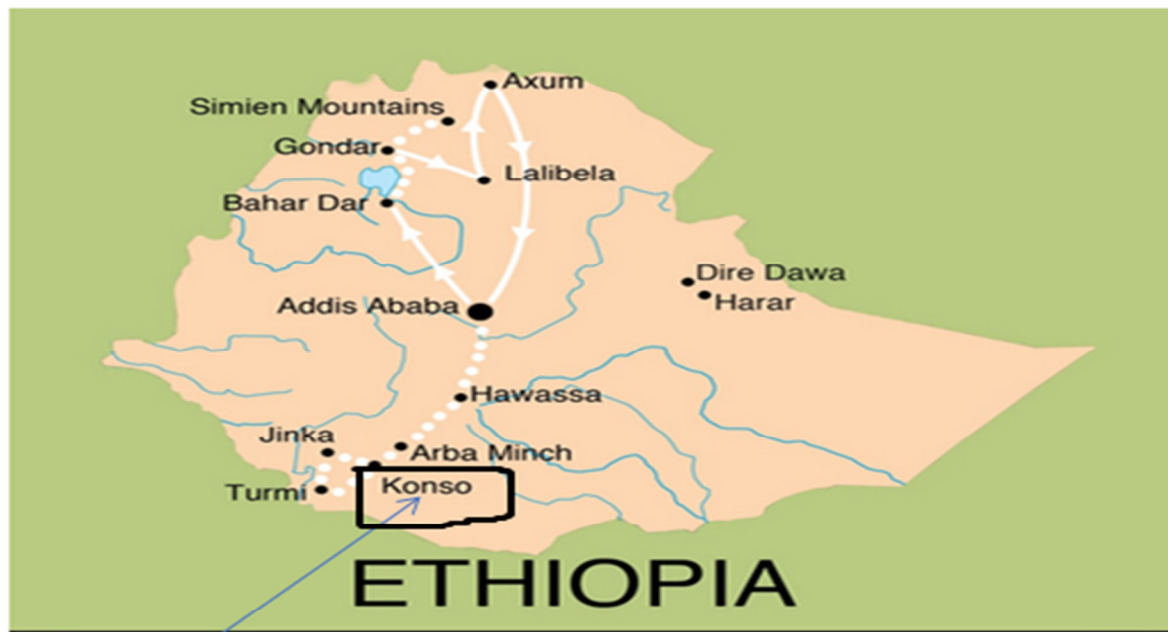 Axum
Simien Mountains
Gondar
Lalibela
Bahar Dar
Dire Dawa
Harar
Addis Ababa
Hawassa
Jinka
Arba Minch
Konso
Turmi
ETHIOPIA